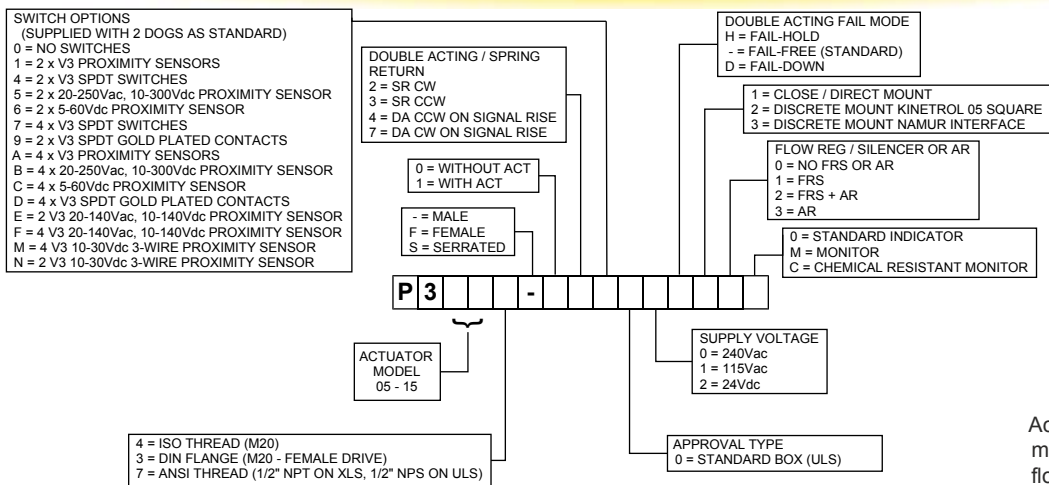 SWITCH OPTIONS
(SUPPLIED WITH 2 DOGS AS STANDARD)
0 = NO SWITCHES
1 = 2 x V3 PROXIMITY SENSORS
4 = 2 x V3 SPDT SWITCHES
5 = 2 x 20-250Vac, 10-300Vdc PROXIMITY SENSOR
6 = 2 x 5-60Vdc PROXIMITY SENSOR
7 = 4 x V3 SPDT SWITCHES
9 = 2 x V3 SPDT GOLD PLATED CONTACTS
A = 4 x V3 PROXIMITY SENSORS
B = 4 x 20-250Vac, 10-300Vdc PROXIMITY SENSOR
C = 4 x 5-60Vdc PROXIMITY SENSOR
D = 4 x V3 SPDT GOLD PLATED CONTACTS
E = 2 V3 20-140Vac, 10-140Vdc PROXIMITY SENSOR
F = 4 V3 20-140Vac, 10-140Vdc PROXIMITY SENSOR
M = 4 V3 10-30Vdc 3-WIRE PROXIMITY SENSOR
N = 2 V3 10-30Vdc 3-WIRE PROXIMITY SENSOR
DOUBLE ACTING / SPRING
RETURN
2 = SR CW
3 = SR CCW
4 = DA CCW ON SIGNAL RISE
7 = DA CW ON SIGNAL RISE
0 = WITHOUT ACT
1 = WITH ACT
- = MALE
F = FEMALE
S = SERRATED
DOUBLE ACTING FAIL MODE
H = FAIL-HOLD
- = FAIL-FREE (STANDARD)
D = FAIL-DOWN
1 = CLOSE / DIRECT MOUNT
2 = DISCRETE MOUNT KINETROL 05 SQUARE
3 = DISCRETE MOUNT NAMUR INTERFACE
FLOW REG / SILENCER OR AR
0 = NO FRS OR AR
1 = FRS
2 = FRS + AR
3 = AR
0 = STANDARD INDICATOR
M = MONITOR
C = CHEMICAL RESISTANT MONITOR
P 3 -
ACTUATOR
MODEL
05 - 15
SUPPLY VOLTAGE
0 = 240Vac
1 = 115Vac
2 = 24Vdc
4 = ISO THREAD (M20)
3 = DIN FLANGE (M20 - FEMALE DRIVE)
7 = ANSI THREAD (1/2" NPT ON XLS, 1/2" NPS ON ULS)
APPROVAL TYPE
0 = STANDARD BOX (ULS)